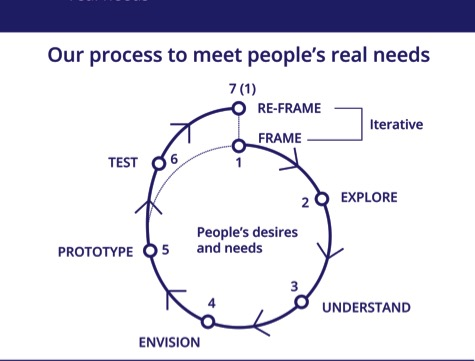 Our process to meet people's real needs
7 (1)
RE-FRAME
Iterative
FRAME
1
TEST
6
2
EXPLORE
People's desires
and needs
PROTOTYPE
5
3
UNDERSTAND
4
ENVISION